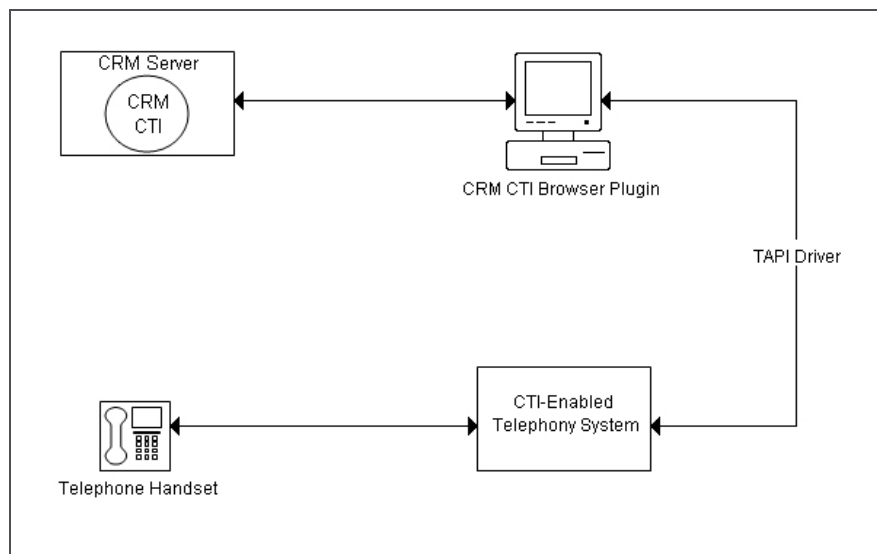 CRM Server
CRM
CTI
CRM CTI Browser Plugin
TAPI Driver
CTI-Enabled
Telephony System
Telephone Handset